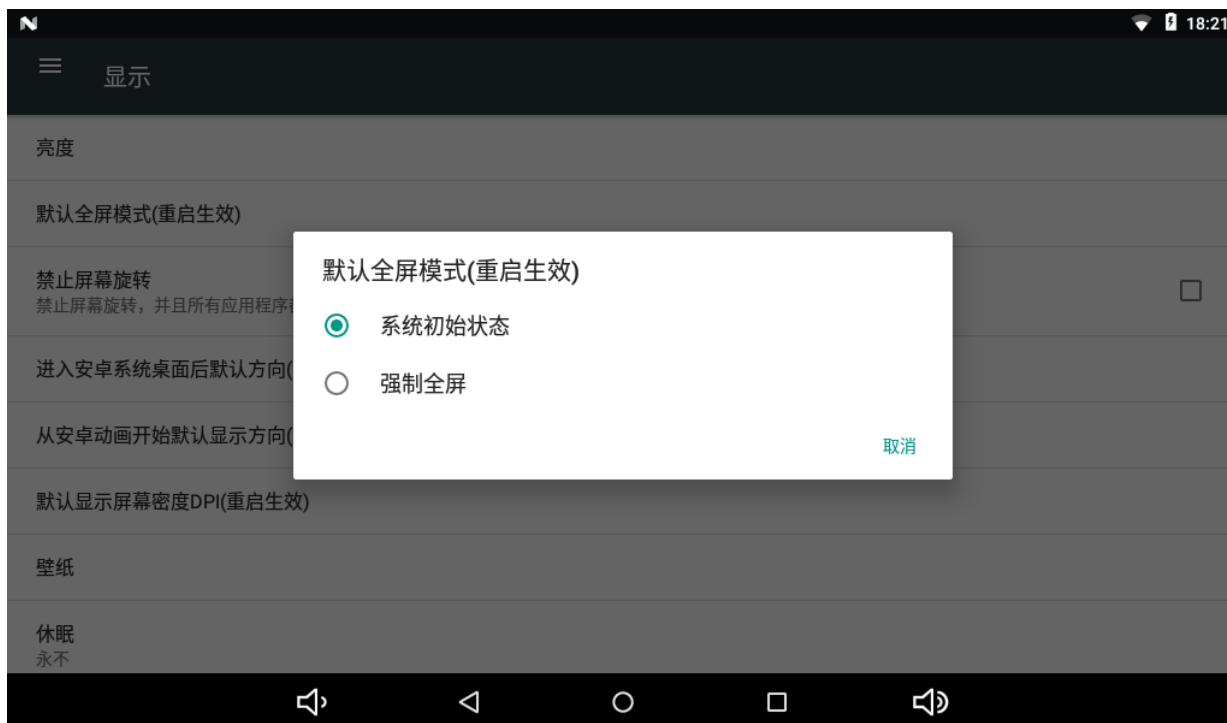 18:21
显示
亮度
默认全屏模式(重启生效)
禁止屏幕旋转
禁止屏幕旋转，并且所有应用程序
进入安卓系统桌面后默认方向(
从安卓动画开始默认显示方向(
默认显示屏幕密度DPI(重启生效)
壁纸
休眠
永不
默认全屏模式(重启生效)
系统初始状态
强制全屏
取消